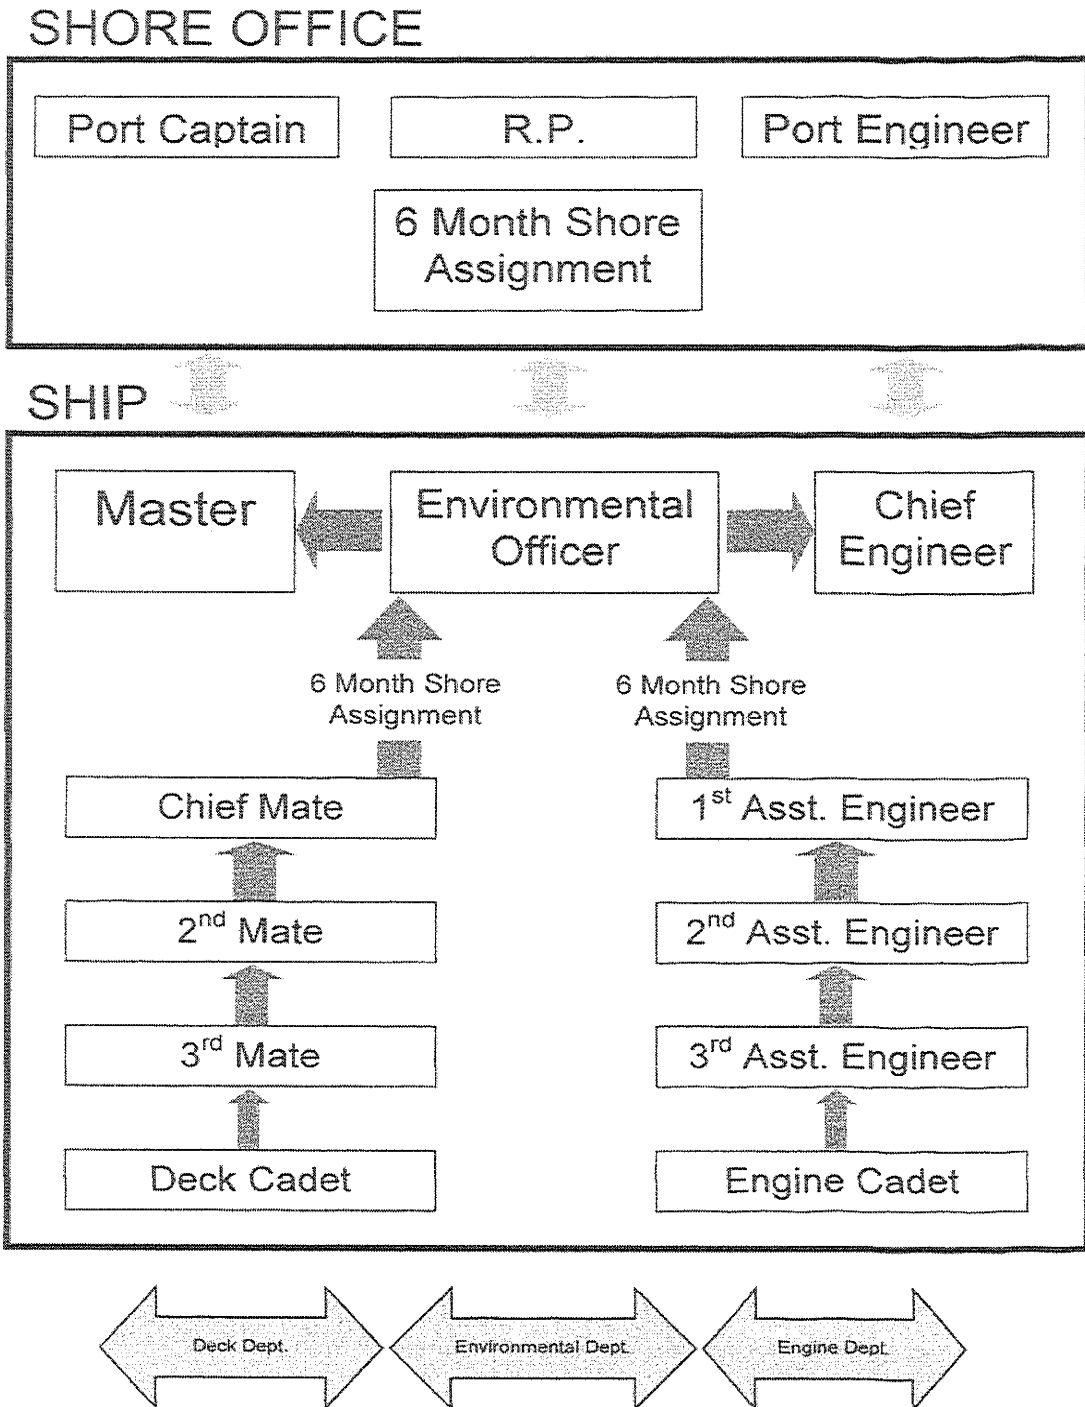 SHORE OFFICE
Port Captain
R.P.
Port Engineer
6 Month Shore
Assignment
SHIP
Master
Environmental
Officer
Chief
Engineer
6 Month Shore
Assignment
6 Month Shore
Assignment
Chief Mate
1st Asst. Engineer
2nd Mate
2nd Asst. Engineer
3rd Mate
3rd Asst. Engineer
Deck Cadet
Engine Cadet
Deck Dept.
Environmental Dept.
Engine Dept.